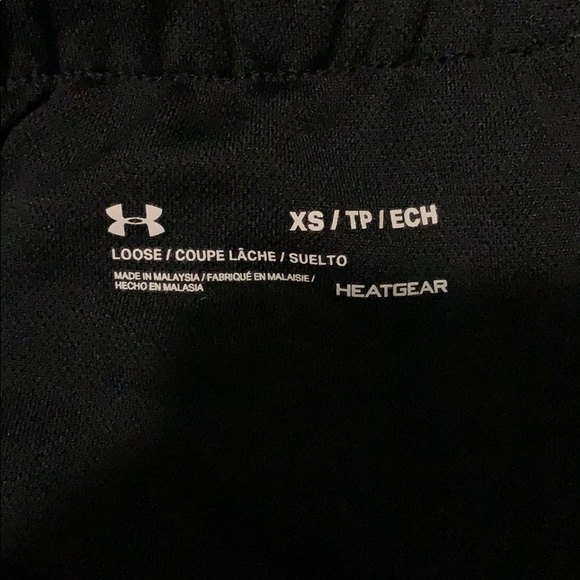 XS / TP / ECH
LOOSE / COUPE LÂCHE / SUELTO
MADE IN MALAYSIA / FABRIQUÉ EN MALAISIE /
HECHO EN MALASIA
HEATGEAR